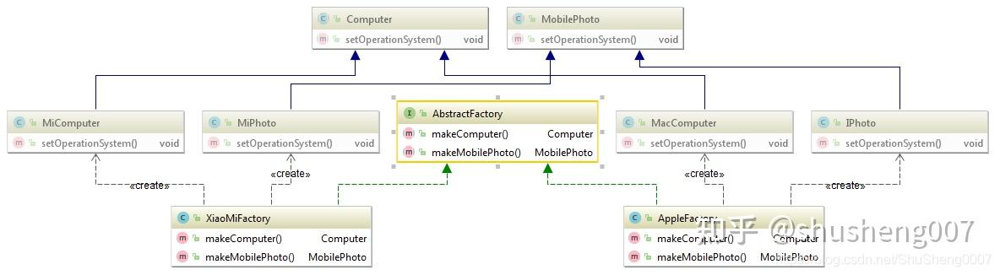 Computer
setOperationSystem() void
MobilePhoto
setOperationSystem() void
MiComputer
setOperationSystem() void
MiPhoto
setOperationSystem() void
AbstractFactory
makeComputer() Computer
makeMobilePhoto() MobilePhoto
MacComputer
setOperationSystem() void
IPhoto
setOperationSystem() void
«create»
«create»
«create»
«create»
XiaoMiFactory
makeComputer() Computer
makeMobilePhoto() MobilePhoto
AppleFactory
makeComputer() Computer
makeMobilePhoto() MobilePhoto
知乎 @shusheng007
https://blog.csdn.net/ShuSheng0007